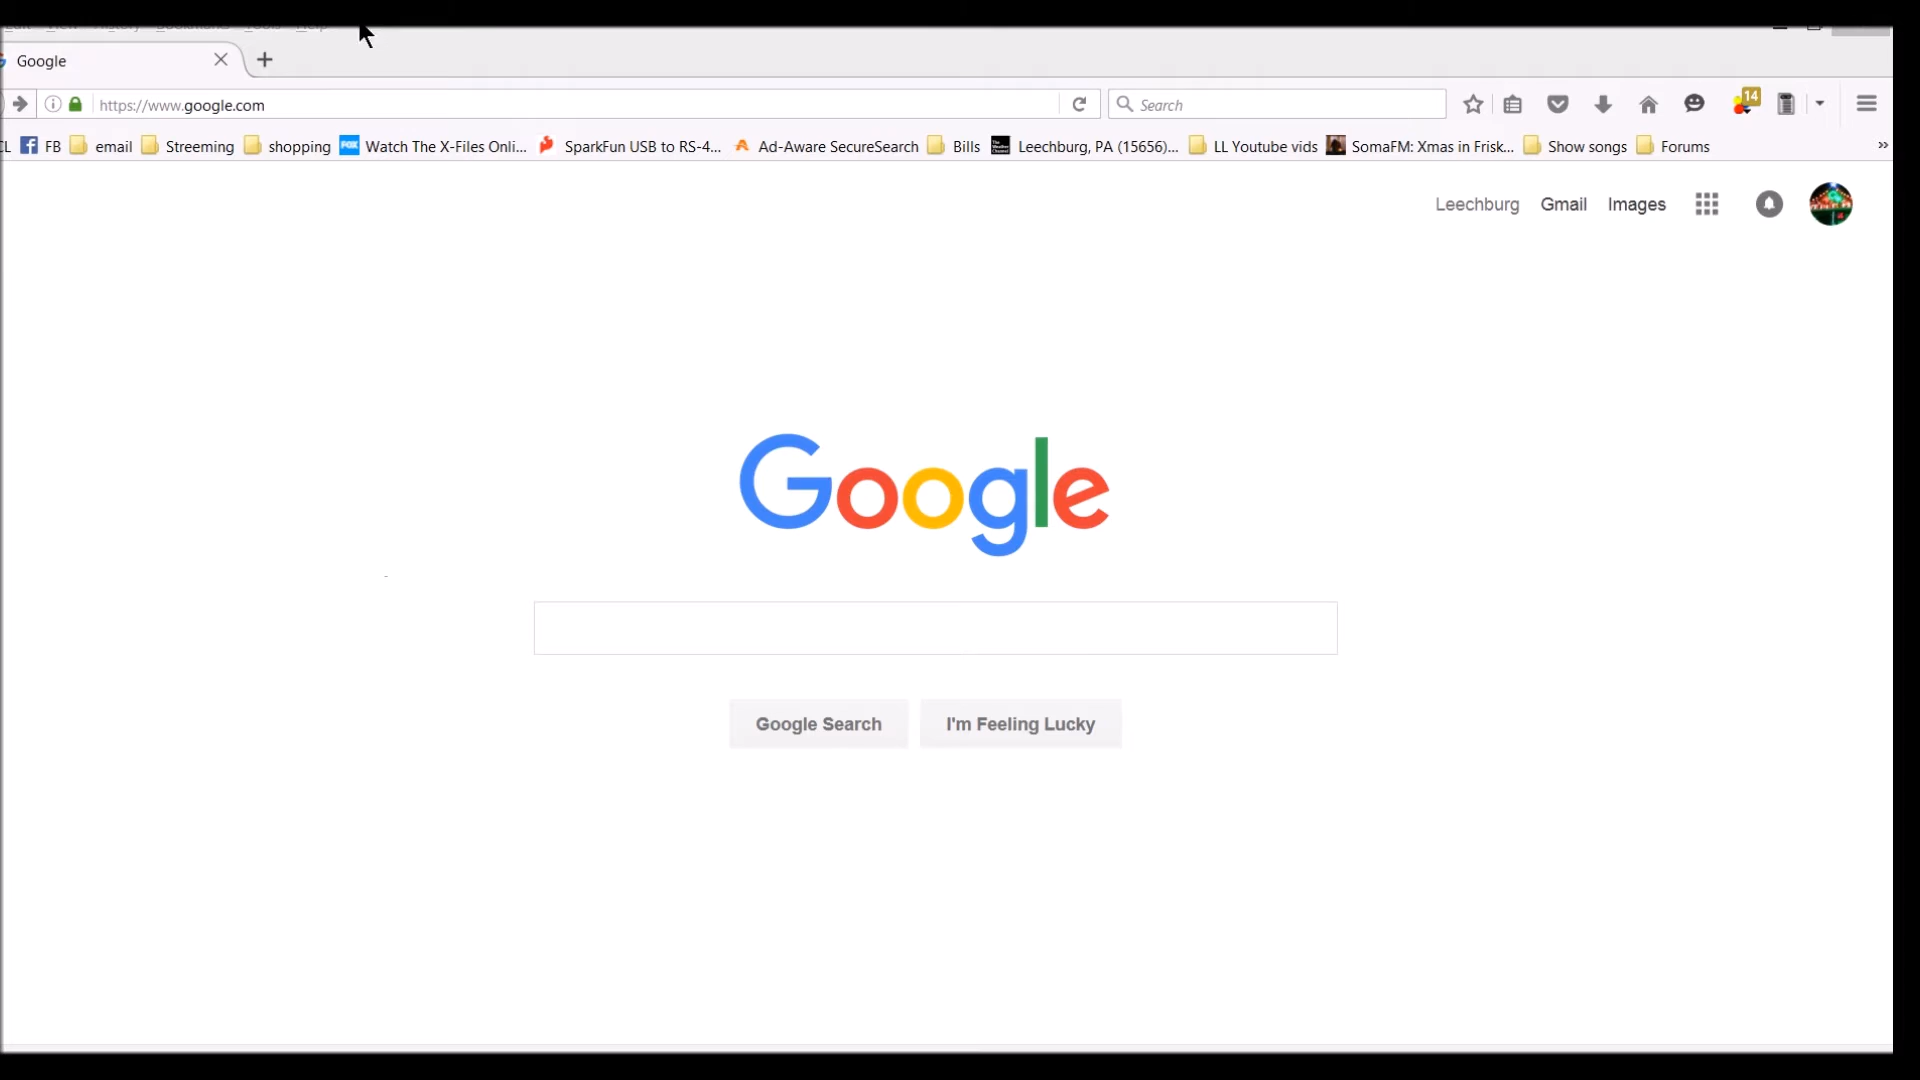 Edit View History Bookmarks Tools Help
Google
https://www.google.com
Search
14
FB email Streeming shopping FOX Watch The X-Files Onli... SparkFun USB to RS-4... Ad-Aware SecureSearch Bills Leechburg, PA (15656)... LL Youtube vids SomaFM: Xmas in Frisk... Show songs Forums »
Leechburg Gmail Images
Google
Google Search I'm Feeling Lucky